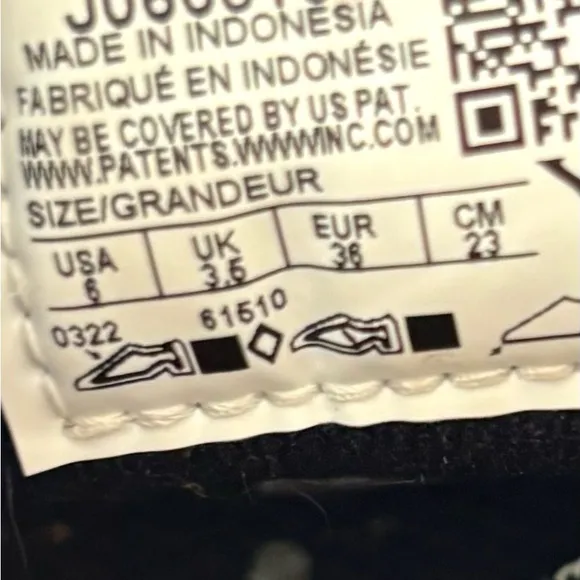 MADE IN INDONESIA
FABRIQUÉ EN INDONÉSIE
MAY BE COVERED BY US PAT.
WWW.PATENTS.WWWINC.COM
SIZE/GRANDEUR
USA UK EUR CM
6 3.5 36 23
0322 61510